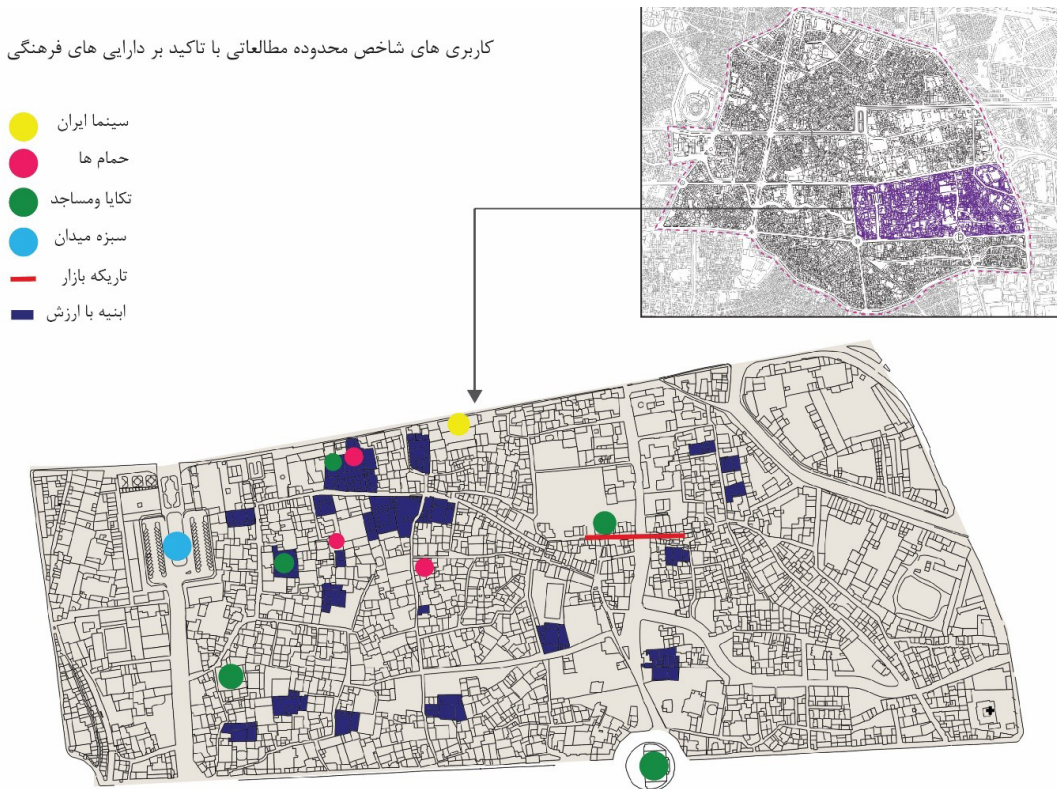 کاربری های شاخص محدوده مطالعاتی با تاکید بر دارایی های فرهنگی
سینما ایران
حمام ها
تکایا ومساجد
سبزه میدان
تاریکه بازار
ابنیه با ارزش